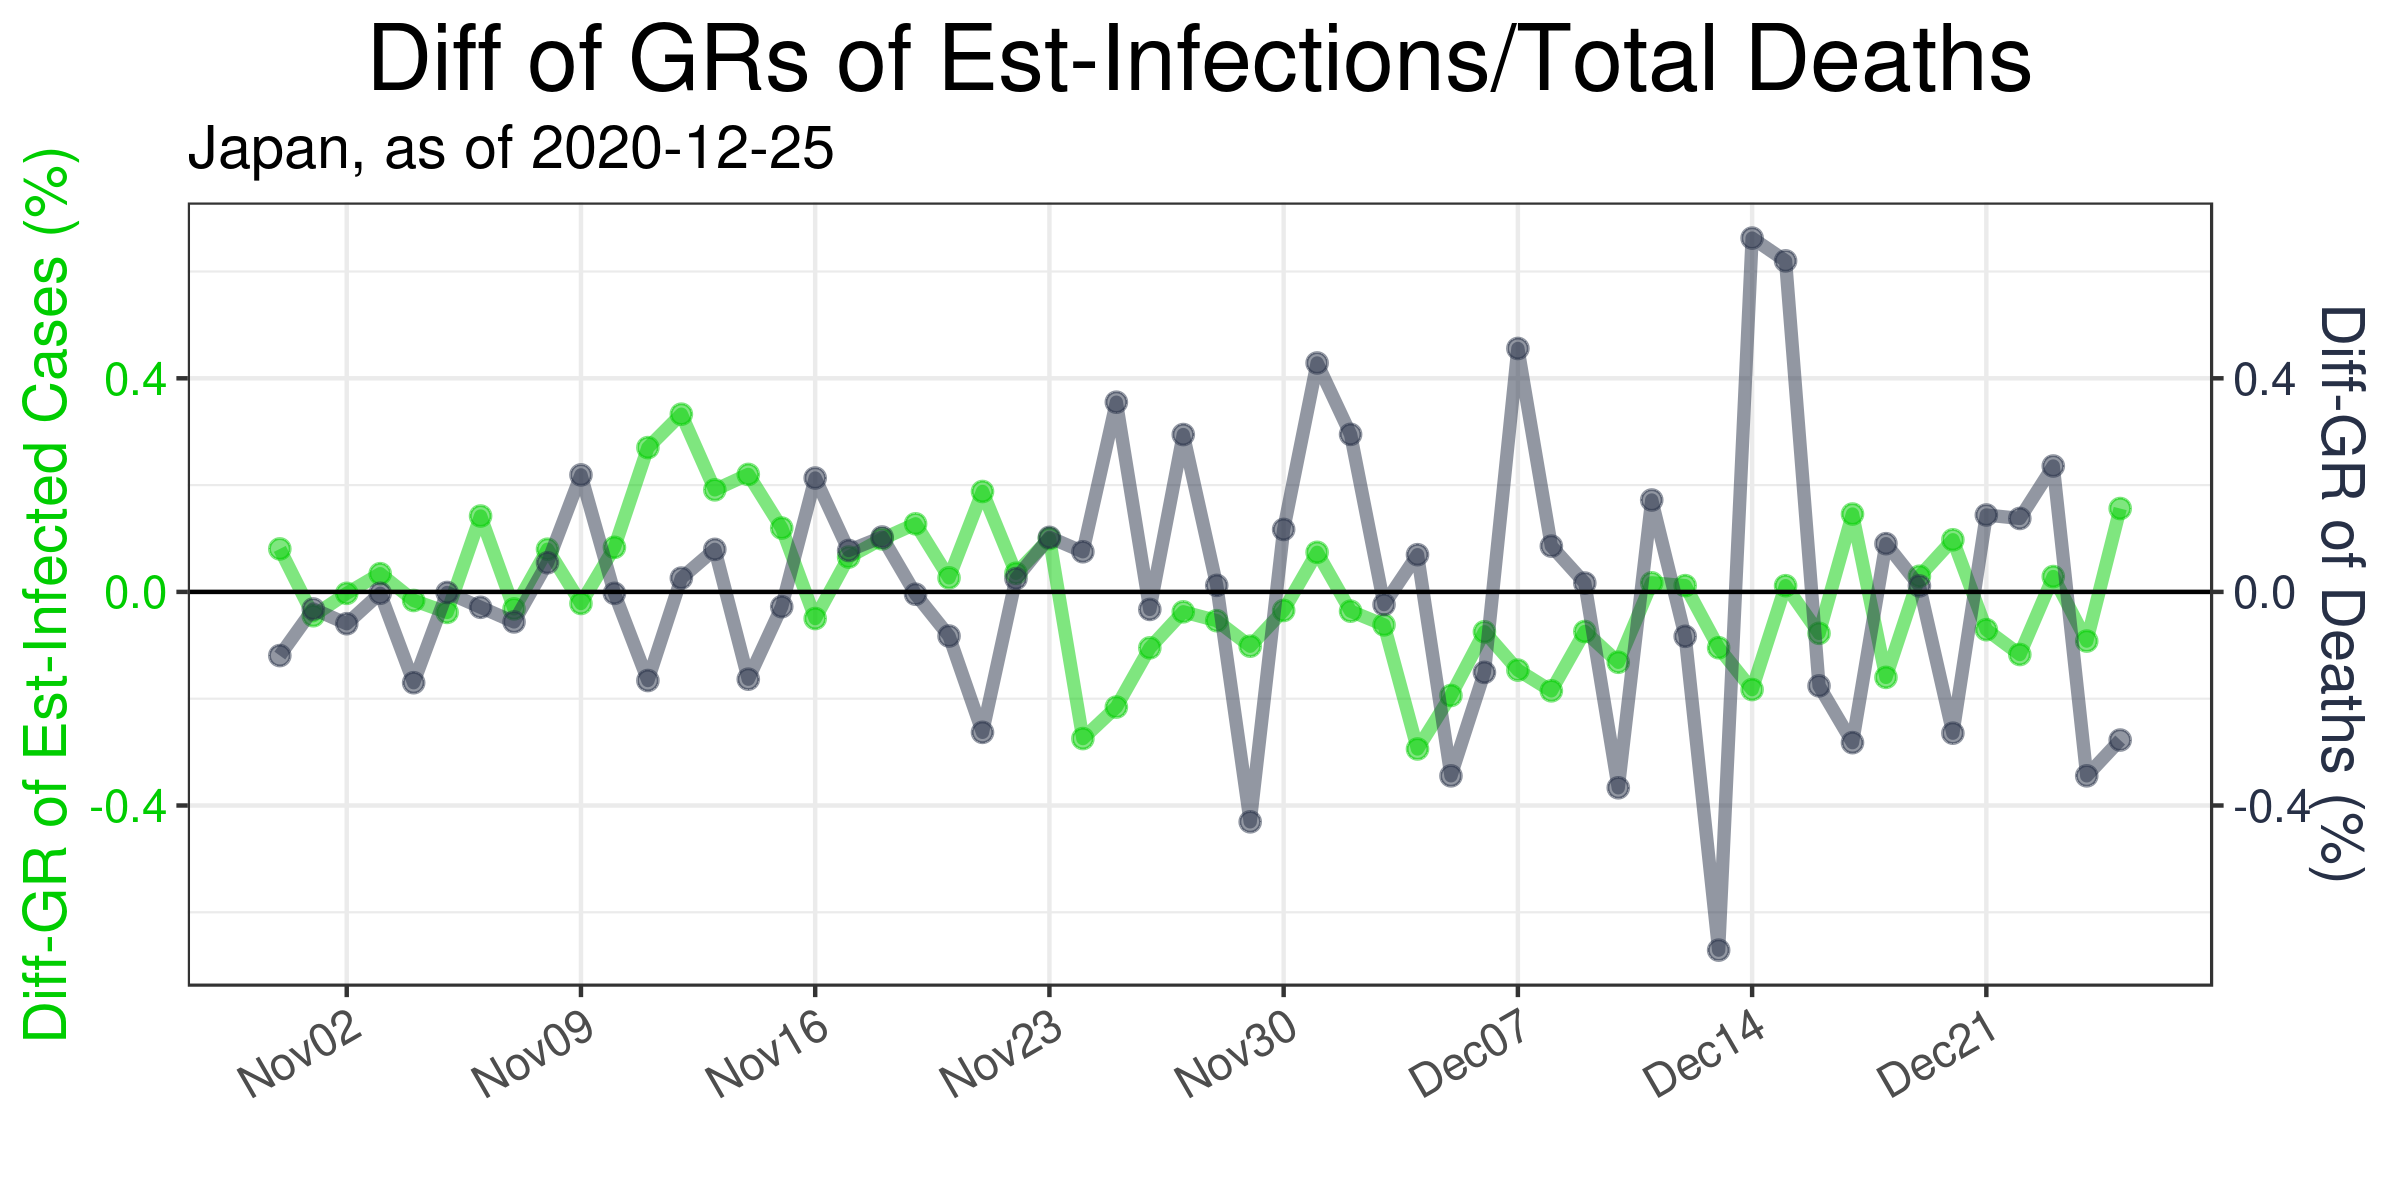 Diff of GRs of Est-Infections/Total Deaths
Japan, as of 2020-12-25
Diff-GR of Est-Infected Cases (%)
0.4
0.0
-0.4
0.4
0.0
-0.4
Diff-GR of Deaths (%)
Nov02
Nov09
Nov16
Nov23
Nov30
Dec07
Dec14
Dec21